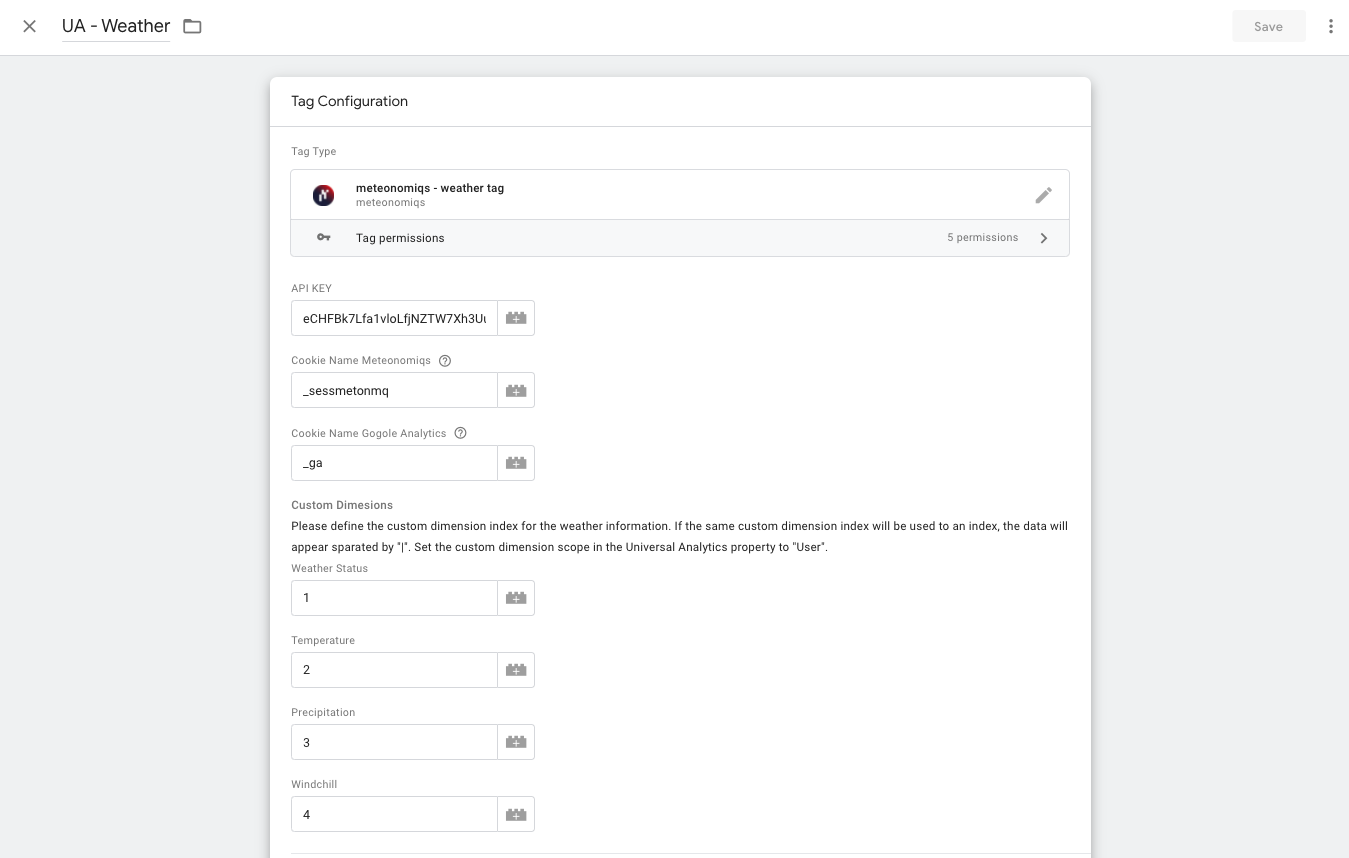 UA - Weather
Save
Tag Configuration
Tag Type
meteonomiqs - weather tag
meteonomiqs
Tag permissions
5 permissions
API KEY
eCHFBk7Lfa1vloLfjNZTW7Xh3Uu
Cookie Name Meteonomiqs
_sessmetonmq
Cookie Name Gogole Analytics
_ga
Custom Dimesions
Please define the custom dimension index for the weather information. If the same custom dimension index will be used to an index, the data will
appear sparated by "|". Set the custom dimension scope in the Universal Analytics property to "User".
Weather Status
1
Temperature
2
Precipitation
3
Windchill
4